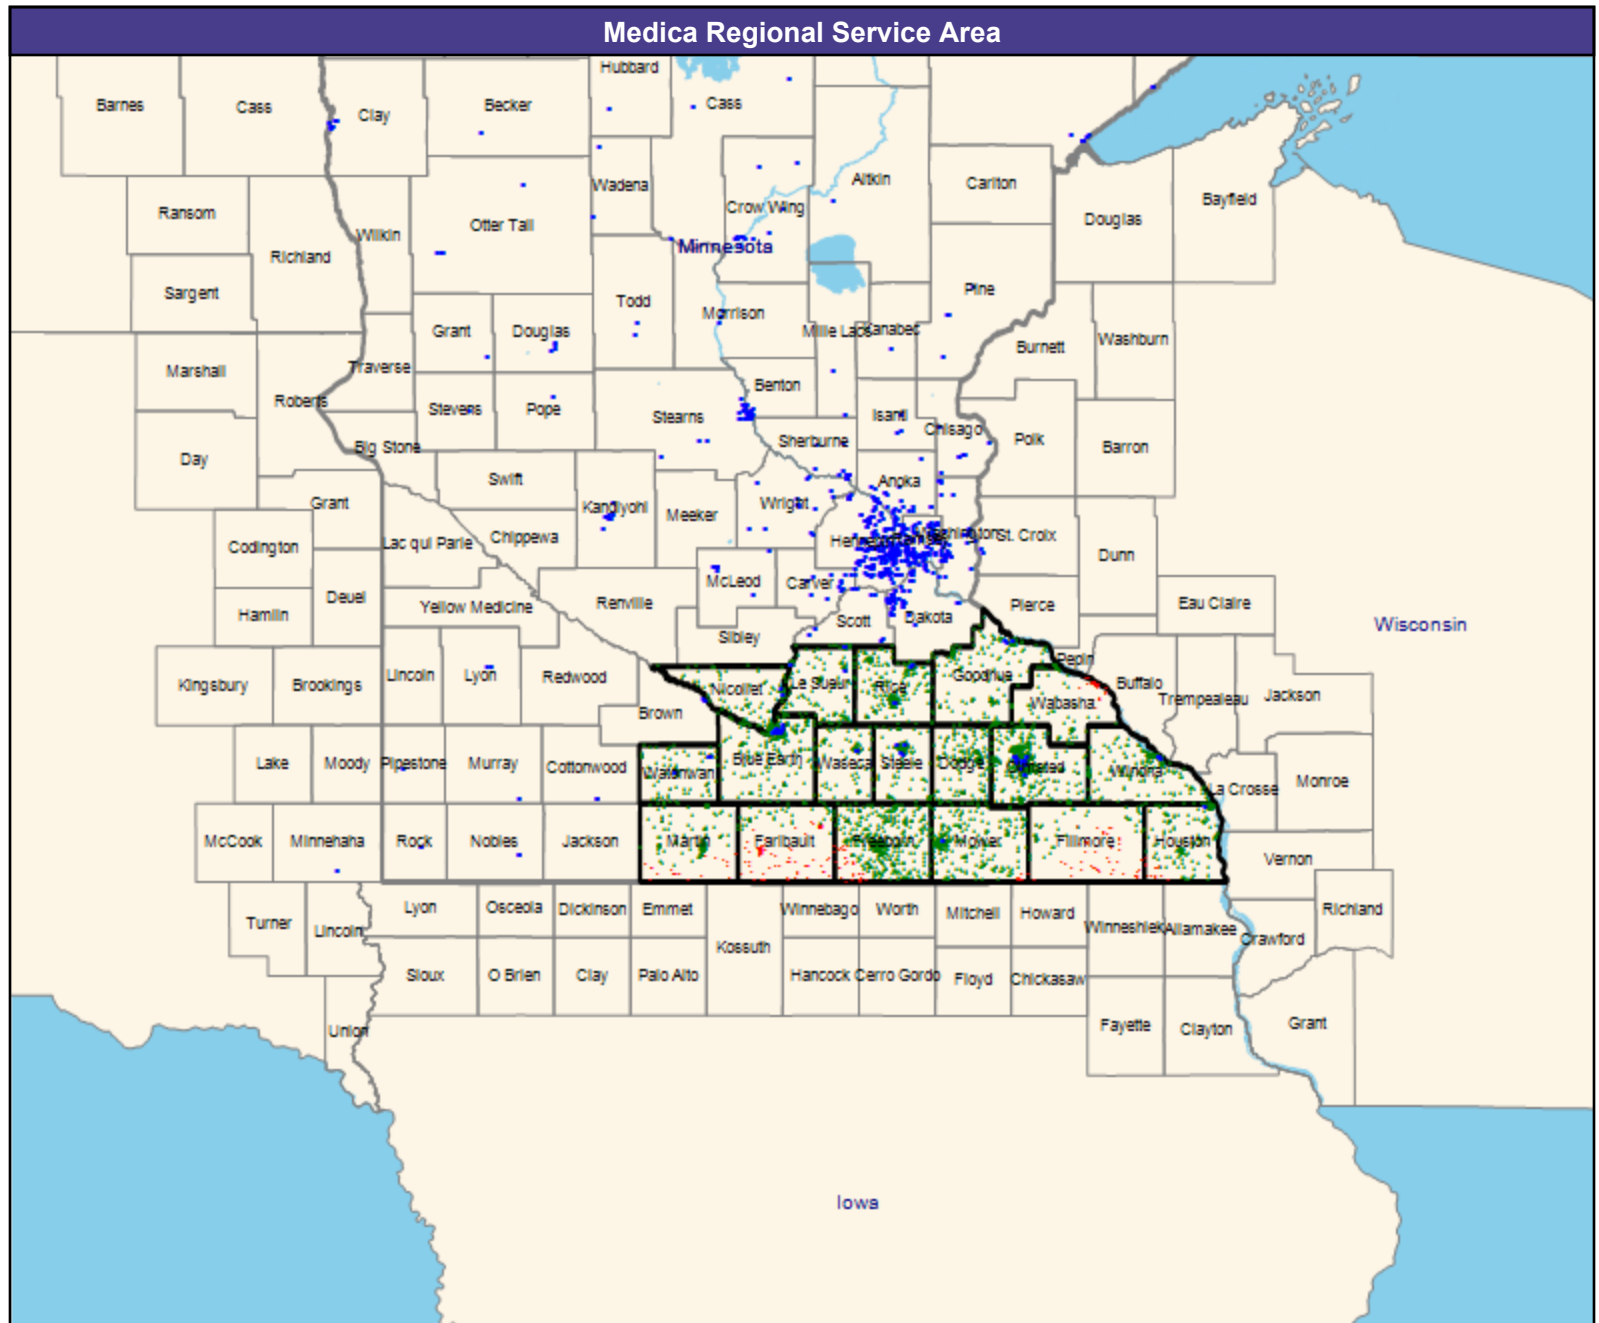 Medica Regional Service Area
Hubbard
Barnes
Cass
Clay
Becker
Cass
Wadena
Aitkin
Carlton
Ransom
Crow Wing
Douglas
Bayfield
Wilkin
Otter Tail
Richland
Minnesota
Sargent
Todd
Pine
Morrison
Grant
Douglas
Mille Lacs
Kanabec
Burnett
Washburn
Marshall
Traverse
Benton
Roberts
Stevens
Pope
Stearns
Isanti
Chisago
Polk
Barron
Big Stone
Sherburne
Day
Swift
Anoka
Grant
Kandiyohi
Meeker
Wright
Codington
Lac qui Parle
Chippewa
Hennepin
Ramsey
Washington
St. Croix
Dunn
McLeod
Carver
Deuel
Yellow Medicine
Renville
Pierce
Eau Claire
Hamlin
Scott
Dakota
Sibley
Wisconsin
Pepin
Kingsbury
Brookings
Lincoln
Lyon
Redwood
Nicollet
Le Sueur
Rice
Goodhue
Buffalo
Trempealeau
Jackson
Brown
Wabasha
Lake
Moody
Pipestone
Murray
Cottonwood
Watonwan
Blue Earth
Waseca
Steele
Dodge
Olmsted
Winona
La Crosse
Monroe
McCook
Minnehaha
Rock
Nobles
Jackson
Martin
Faribault
Freeborn
Mower
Fillmore
Houston
Vernon
Turner
Lincoln
Lyon
Osceola
Dickinson
Emmet
Winnebago
Worth
Mitchell
Howard
Winneshiek
Allamakee
Crawford
Richland
Kossuth
Sioux
O Brien
Clay
Palo Alto
Hancock
Cerro Gordo
Floyd
Chickasaw
Union
Fayette
Clayton
Grant
Iowa